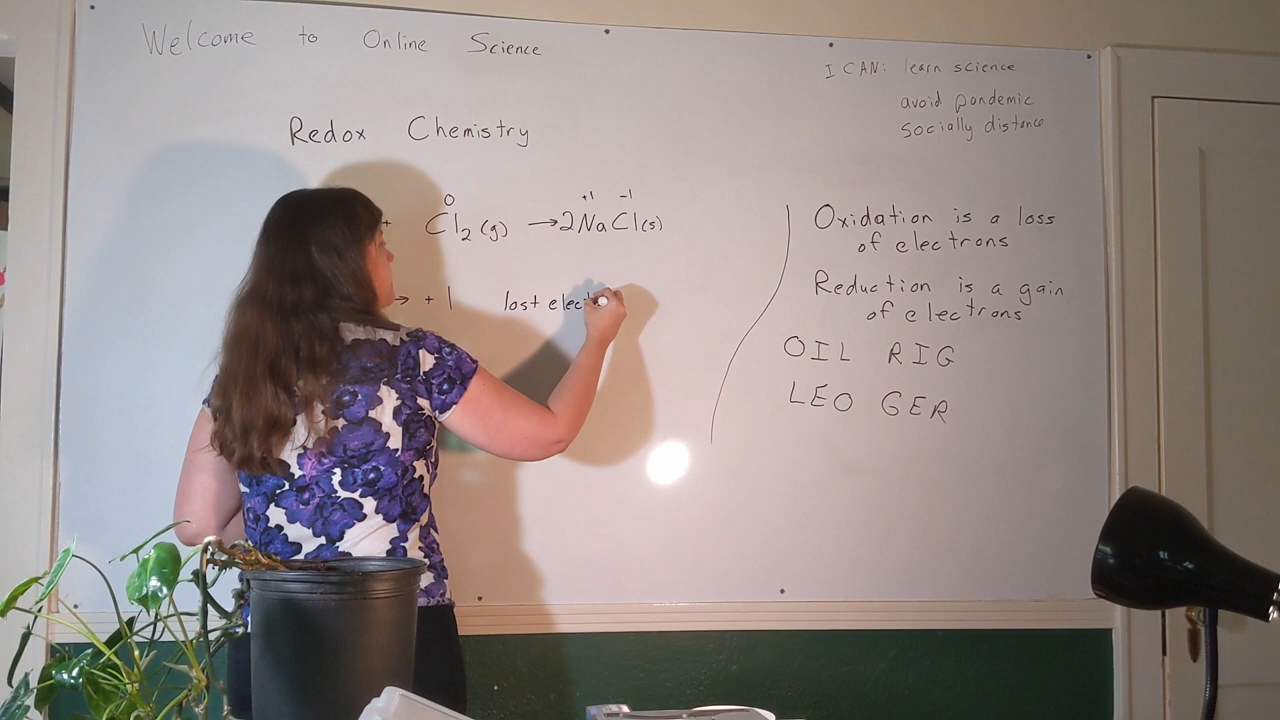 Welcome to Online Science
I CAN: learn science
avoid pandemic
socially distance
Redox Chemistry
0 +1 -1
+ Cl2 (g) → 2NaCl(s)
→ +1 lost elect
Oxidation is a loss
of electrons
Reduction is a gain
of electrons
OIL RIG
LEO GER